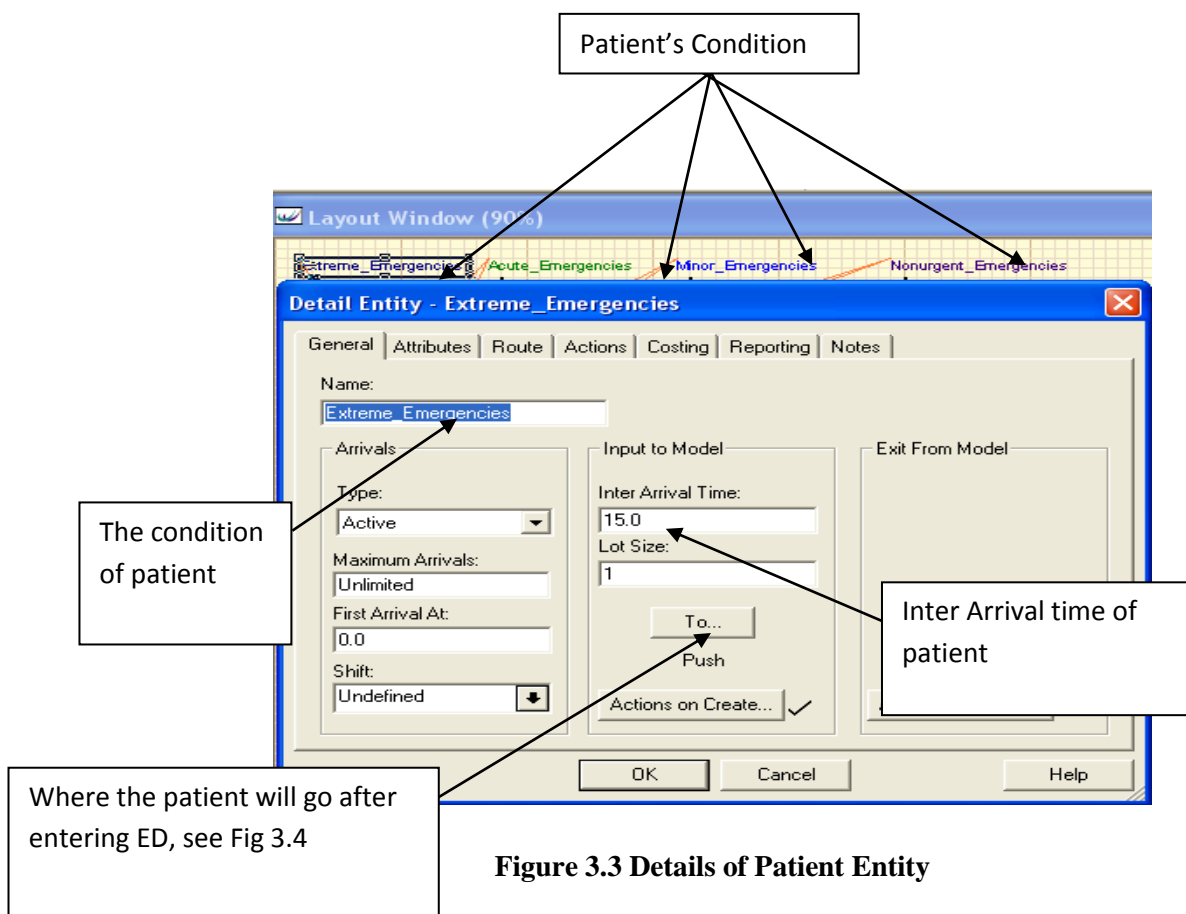 Patient’s Condition
Layout Window (90%)
Extreme_Emergencies Acute_Emergencies Minor_Emergencies Nonurgent_Emergencies
Detail Entity - Extreme_Emergencies
General Attributes Route Actions Costing Reporting Notes
Name:
Extreme_Emergencies
Arrivals
Type:
Active
Maximum Arrivals:
Unlimited
First Arrival At:
0.0
Shift:
Undefined
Input to Model
Inter Arrival Time:
15.0
Lot Size:
1
To...
Push
Actions on Create...
Exit From Model
The condition
of patient
Inter Arrival time of
patient
OK Cancel Help
Where the patient will go after
entering ED, see Fig 3.4
Figure 3.3 Details of Patient Entity